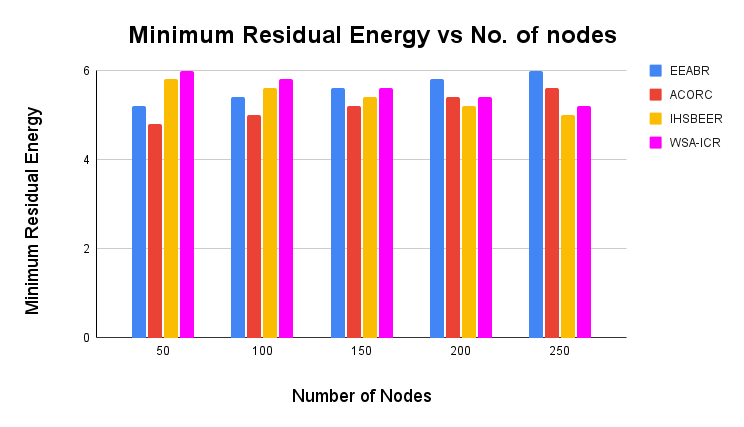 Minimum Residual Energy vs No. of nodes
EEABR
ACORC
IHSBEER
WSA-ICR
Minimum Residual Energy
6
4
2
0
50
100
150
200
250
Number of Nodes